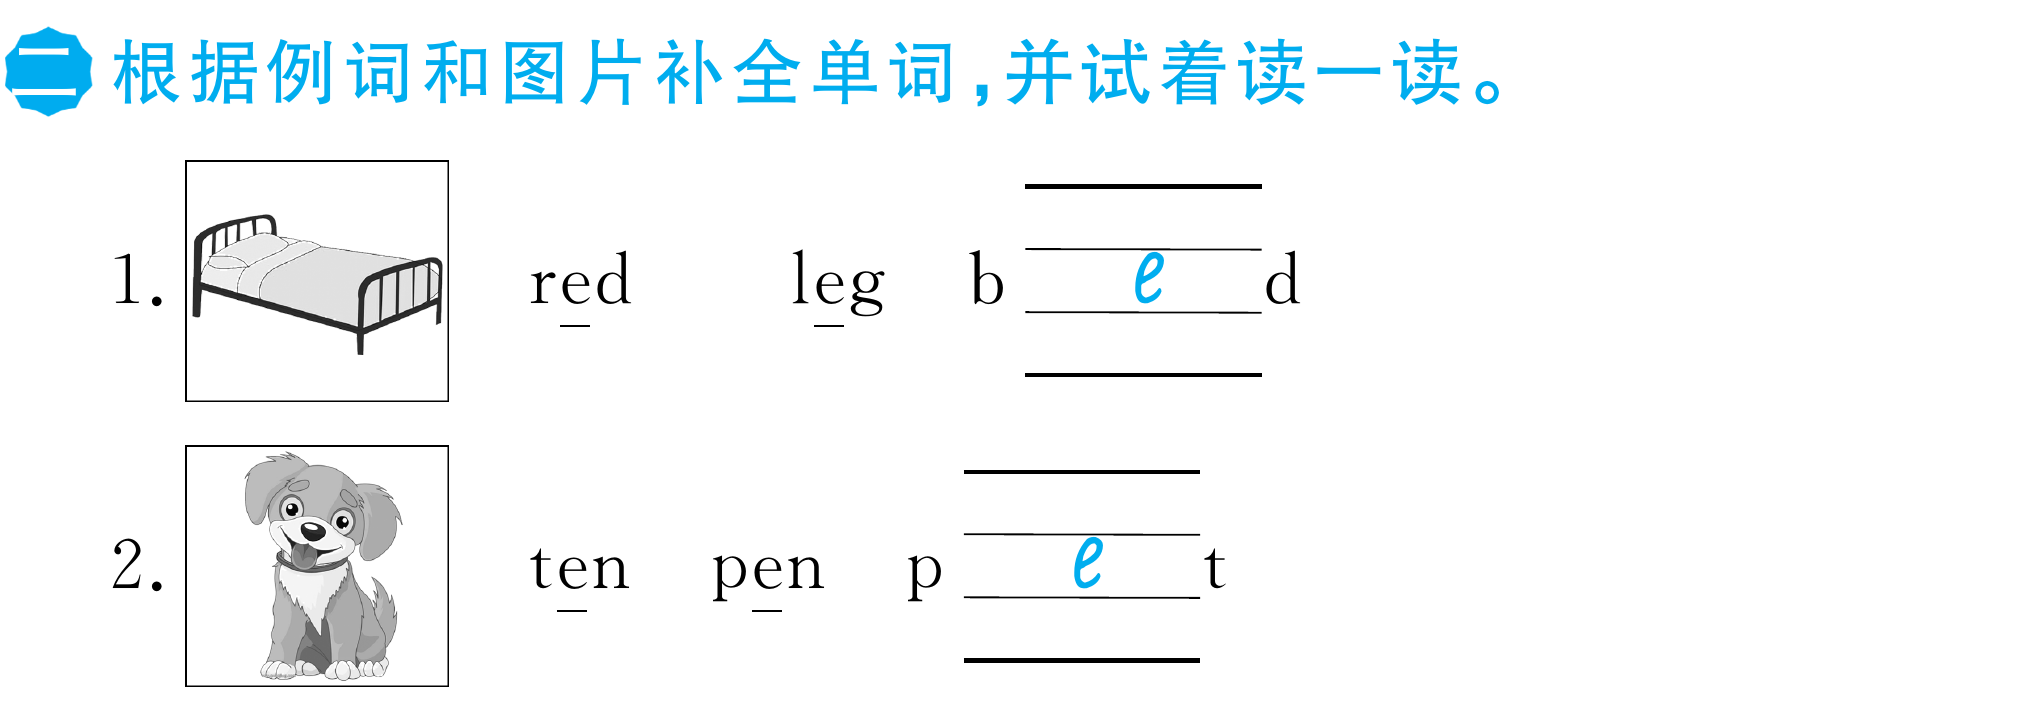 二 根据例词和图片补全单词,并试着读一读。
1. red leg b e d
2. ten pen p e t